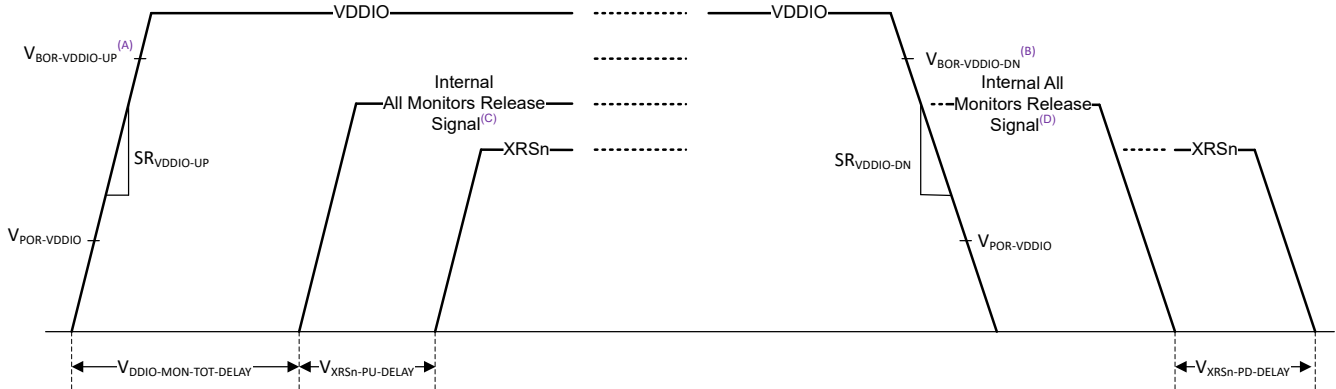 VDDIO
VDDIO
VBOR-VDDIO-UP(A)
VBOR-VDDIO-DN(B)
Internal
All Monitors Release
Signal(C)
Internal All
Monitors Release
Signal(D)
XRSn
XRSn
SRVDDIO-UP
SRVDDIO-DN
VPOR-VDDIO
VPOR-VDDIO
VDDIO-MON-TOT-DELAY
VXRSn-PU-DELAY
VXRSn-PD-DELAY